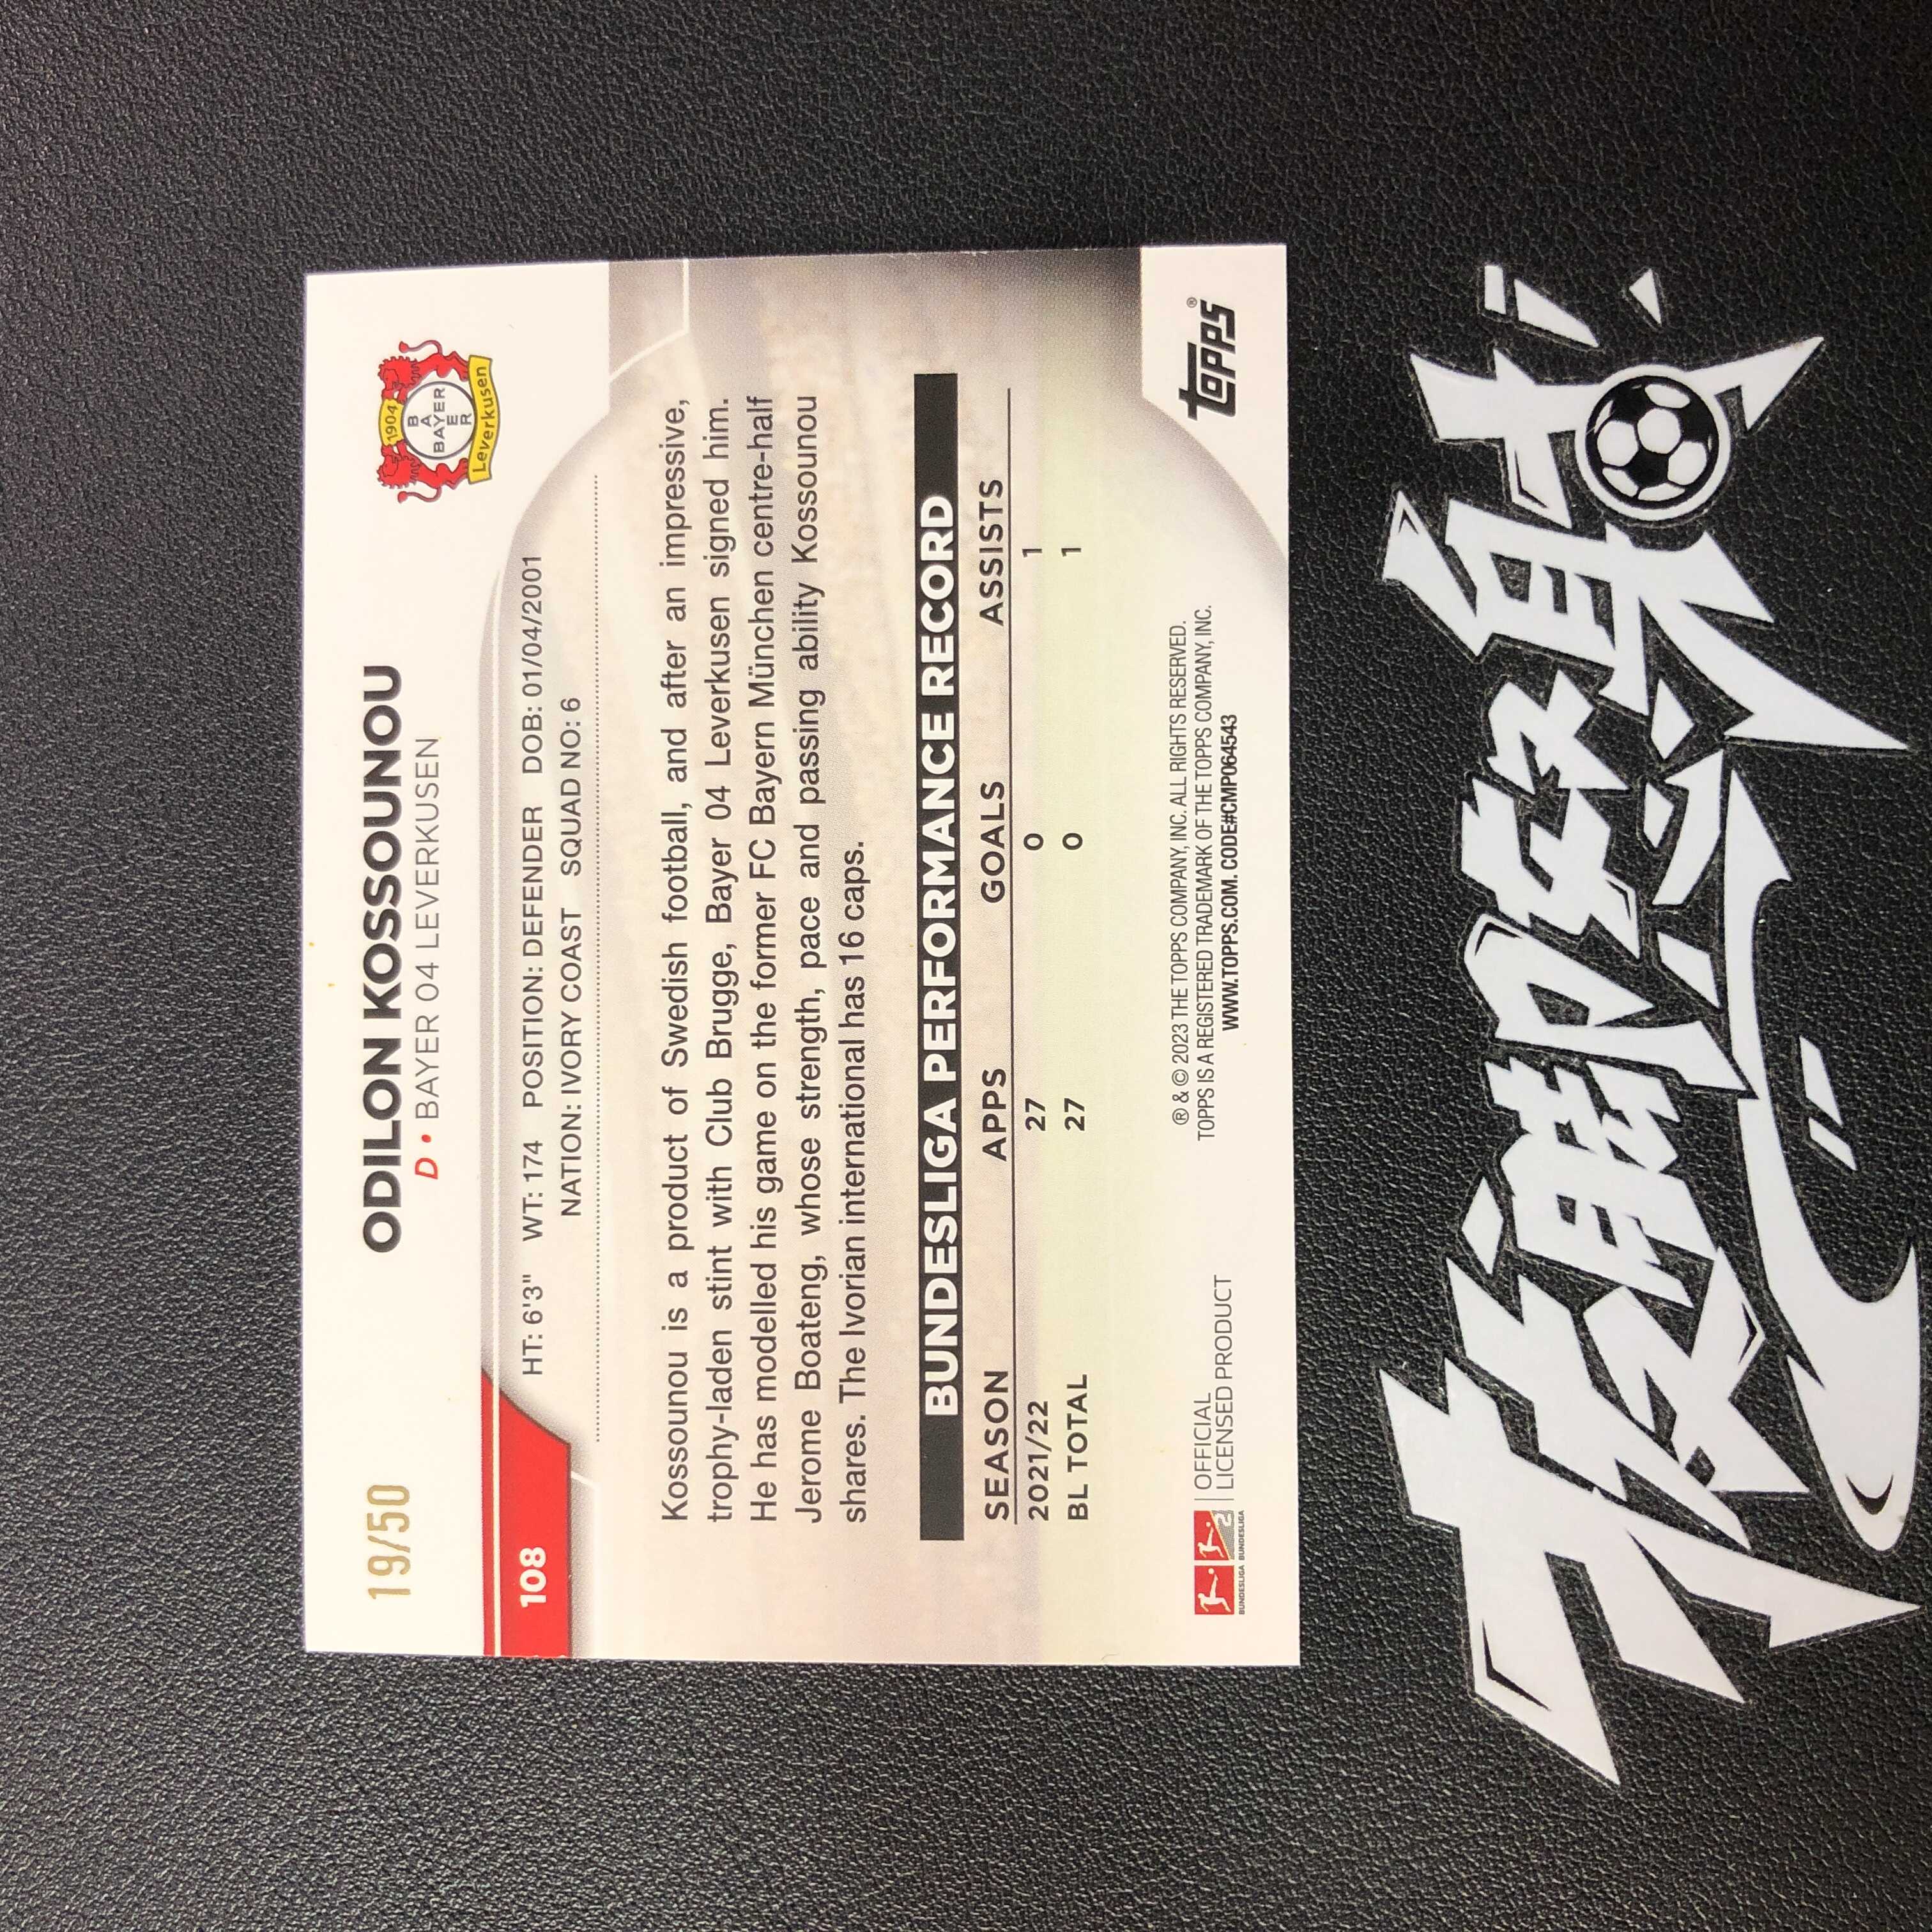 19/50
ODILON KOSSOUNOU
D • BAYER 04 LEVERKUSEN
1904
BAYER
BAYER
Leverkusen
108
HT: 6'3" WT: 174 POSITION: DEFENDER DOB: 01/04/2001
NATION: IVORY COAST SQUAD NO: 6
Kossounou is a product of Swedish football, and after an impressive,
trophy-laden stint with Club Brugge, Bayer 04 Leverkusen signed him.
He has modelled his game on the former FC Bayern München centre-half
Jerome Boateng, whose strength, pace and passing ability Kossounou
shares. The Ivorian international has 16 caps.
BUNDESLIGA PERFORMANCE RECORD
SEASON APPS GOALS ASSISTS
2021/22 27 0 1
BL TOTAL 27 0 1
2
BUNDESLIGA BUNDESLIGA
OFFICIAL
LICENSED PRODUCT
® & © 2023 THE TOPPS COMPANY, INC. ALL RIGHTS RESERVED.
TOPPS IS A REGISTERED TRADEMARK OF THE TOPPS COMPANY, INC.
WWW.TOPPS.COM. CODE#CMP064543
topps®